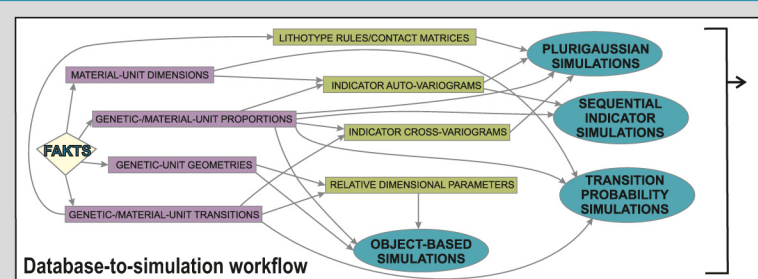 LITHOTYPE RULES/CONTACT MATRICES
PLURIGAUSSIAN
SIMULATIONS
MATERIAL-UNIT DIMENSIONS
INDICATOR AUTO-VARIOGRAMS
SEQUENTIAL
INDICATOR
SIMULATIONS
GENETIC-/MATERIAL-UNIT PROPORTIONS
INDICATOR CROSS-VARIOGRAMS
FAKTS
GENETIC-UNIT GEOMETRIES
RELATIVE DIMENSIONAL PARAMETERS
TRANSITION
PROBABILITY
SIMULATIONS
GENETIC-/MATERIAL-UNIT TRANSITIONS
OBJECT-BASED
SIMULATIONS
Database-to-simulation workflow